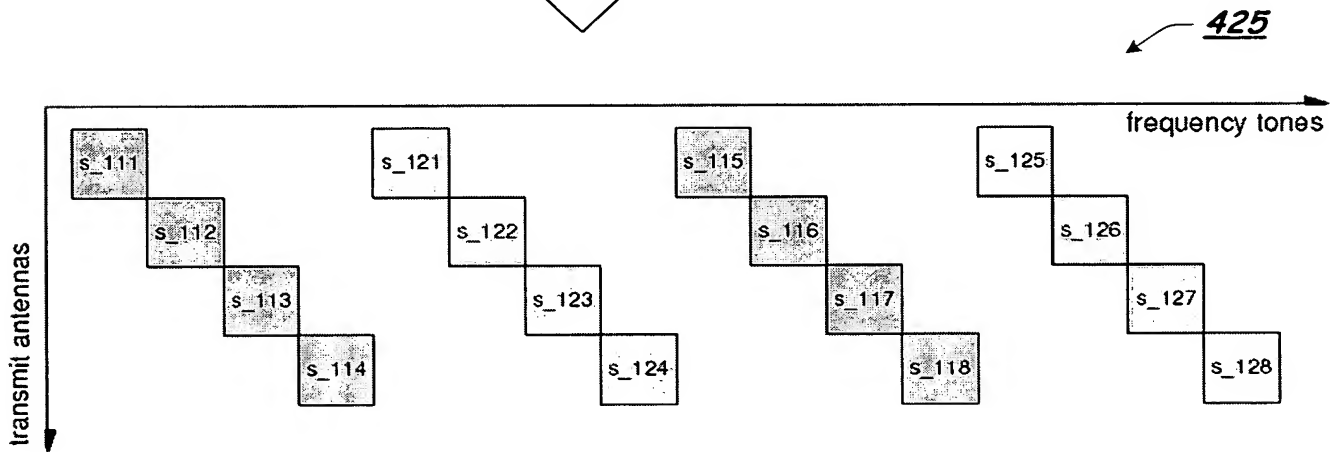 425
frequency tones
s_111 s_121 s_115 s_125
s_112 s_122 s_116 s_126
s_113 s_123 s_117 s_127
s_114 s_124 s_118 s_128
transmit antennas